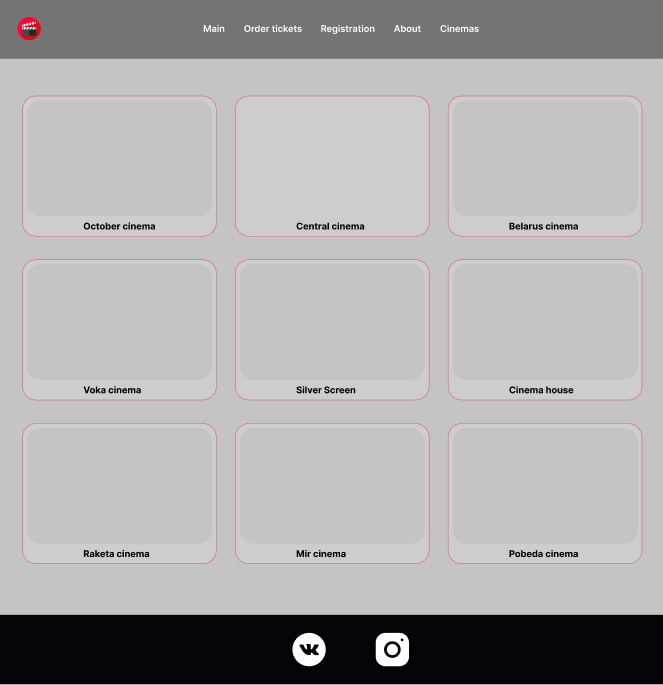 Main Order tickets Registration About Cinemas
October cinema Central cinema Belarus cinema
Voka cinema Silver Screen Cinema house
Raketa cinema Mir cinema Pobeda cinema